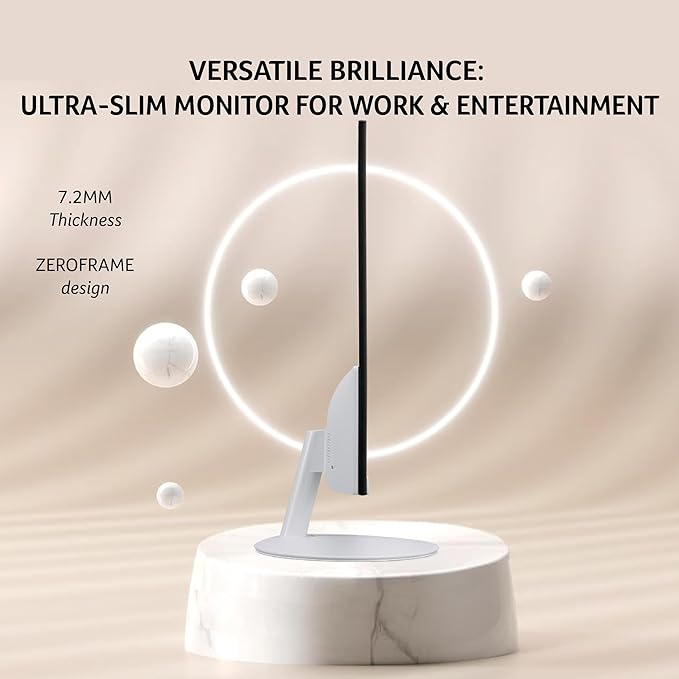 VERSATILE BRILLIANCE:
ULTRA-SLIM MONITOR FOR WORK & ENTERTAINMENT
7.2MM
Thickness
ZEROFRAME
design